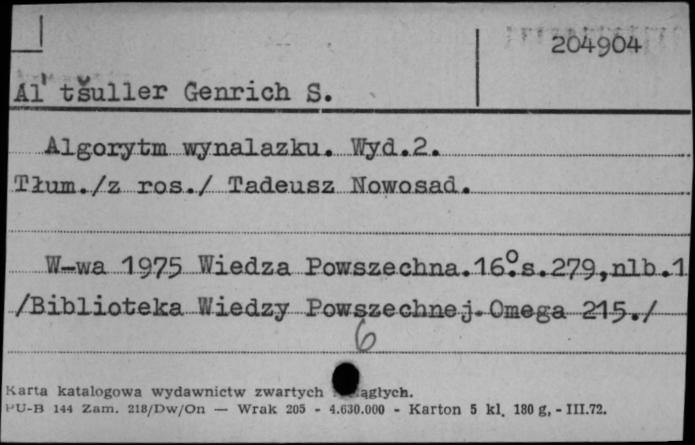 204904
Al'tšuller Genrich S.
Algorytm wynalazku. Wyd.2.
Tłum./z ros./ Tadeusz Nowosad.
W-wa 1975 Wiedza Powszechna.16°.s.279,nlb.1
/Biblioteka Wiedzy Powszechnej.Omega 215./
6
Karta katalogowa wydawnictw zwartych
PU-B 144 Zam. 218/Dw/On — Wrak 205 - 4.630.000 - Karton 5 kl. 180 g, - III.72.